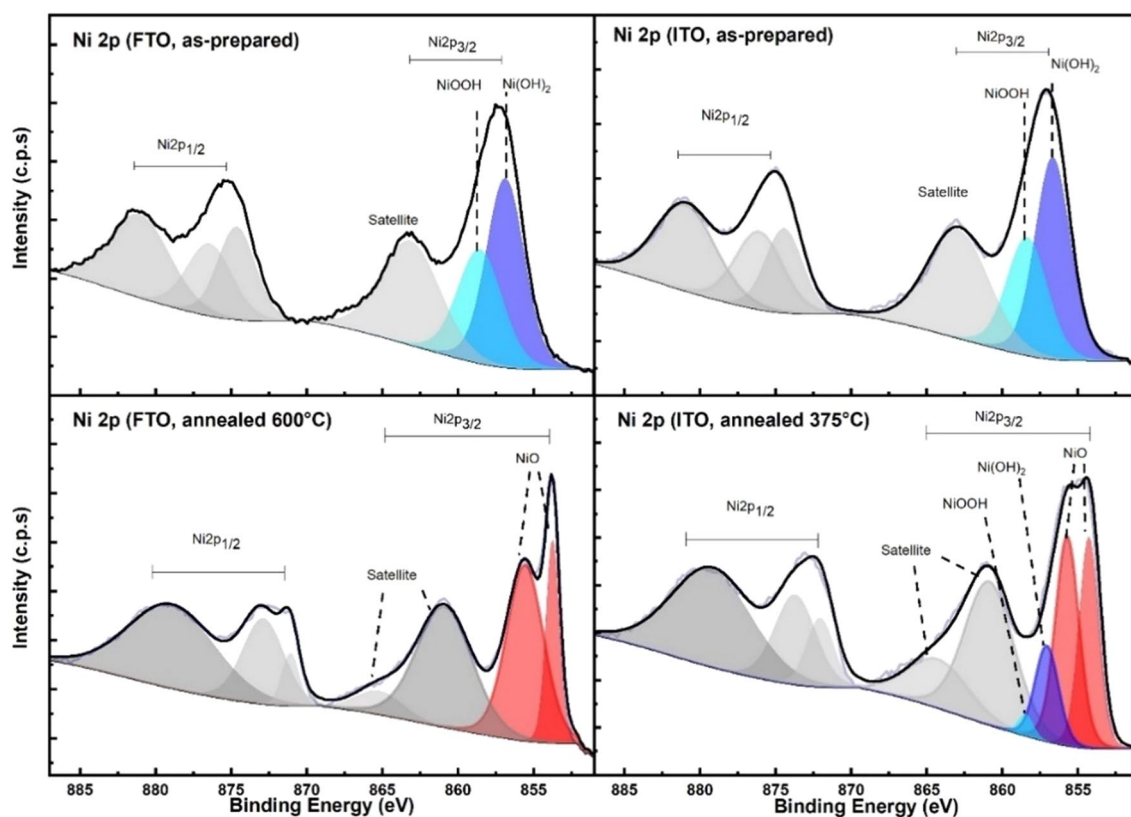 Ni 2p (FTO, as-prepared)
Ni2p3/2
NiOOH
Ni(OH)2
Ni2p1/2
Satellite
Intensity (c.p.s)
Ni 2p (ITO, as-prepared)
Ni2p3/2
Ni(OH)2
NiOOH
Ni2p1/2
Satellite
Ni 2p (FTO, annealed 600°C)
Ni2p3/2
NiO
Ni2p1/2
Satellite
Intensity (c.p.s)
885 880 875 870 865 860 855
Binding Energy (eV)
Ni 2p (ITO, annealed 375°C)
Ni2p3/2
NiO
Ni(OH)2
NiOOH
Ni2p1/2
Satellite
885 880 875 870 865 860 855
Binding Energy (eV)